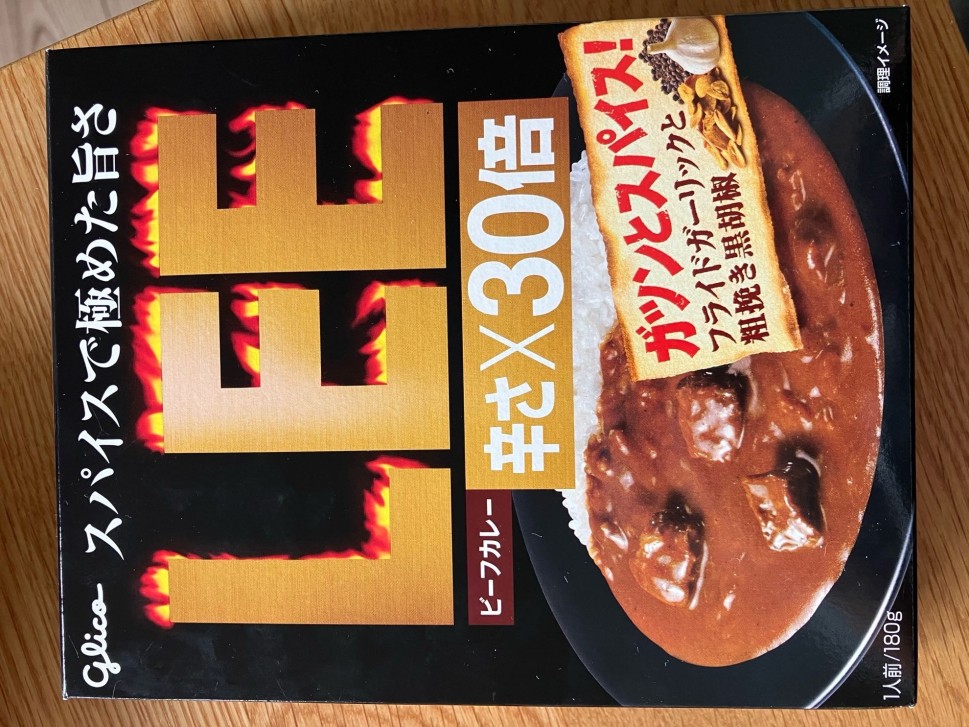 glico スパイスで極めた旨さ
LEE
ビーフカレー 辛さ×30倍
ガツンとスパイス!
フライドガーリックと
粗挽き黒胡椒
1人前/180g 調理イメージ